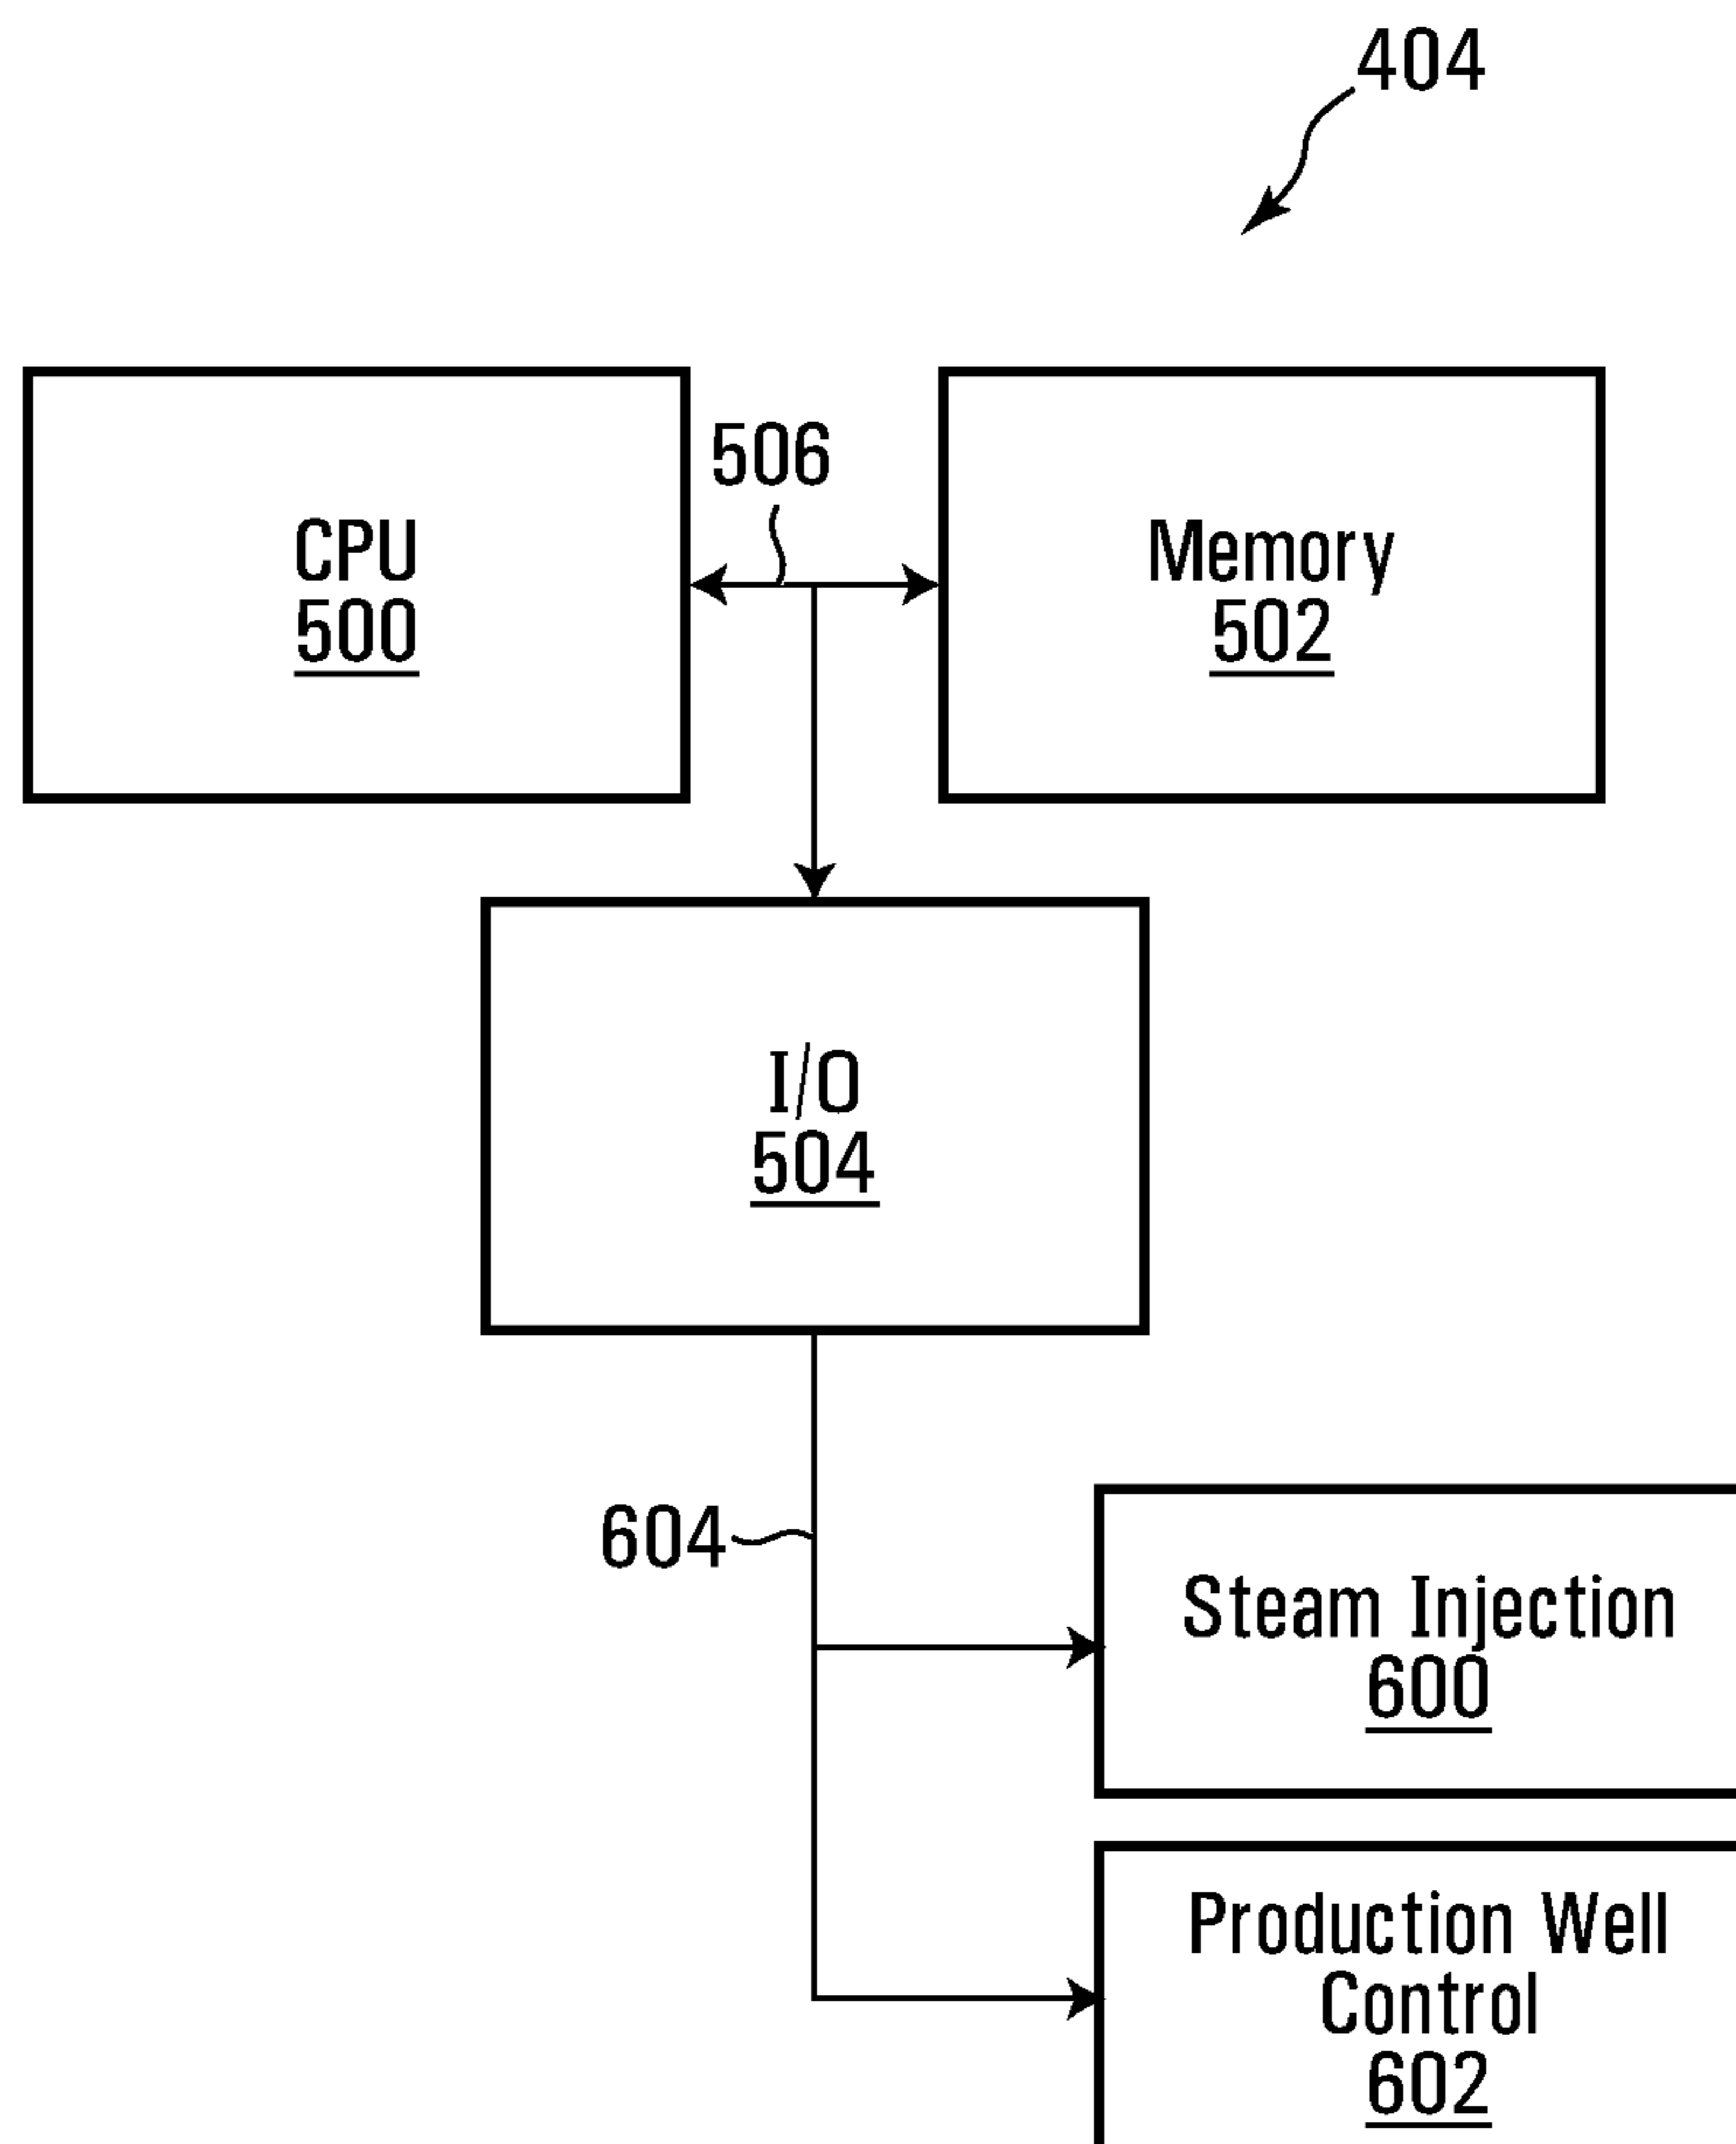 404
506
CPU
500
Memory
502
I/O
504
604
Steam Injection
600
Production Well
Control
602